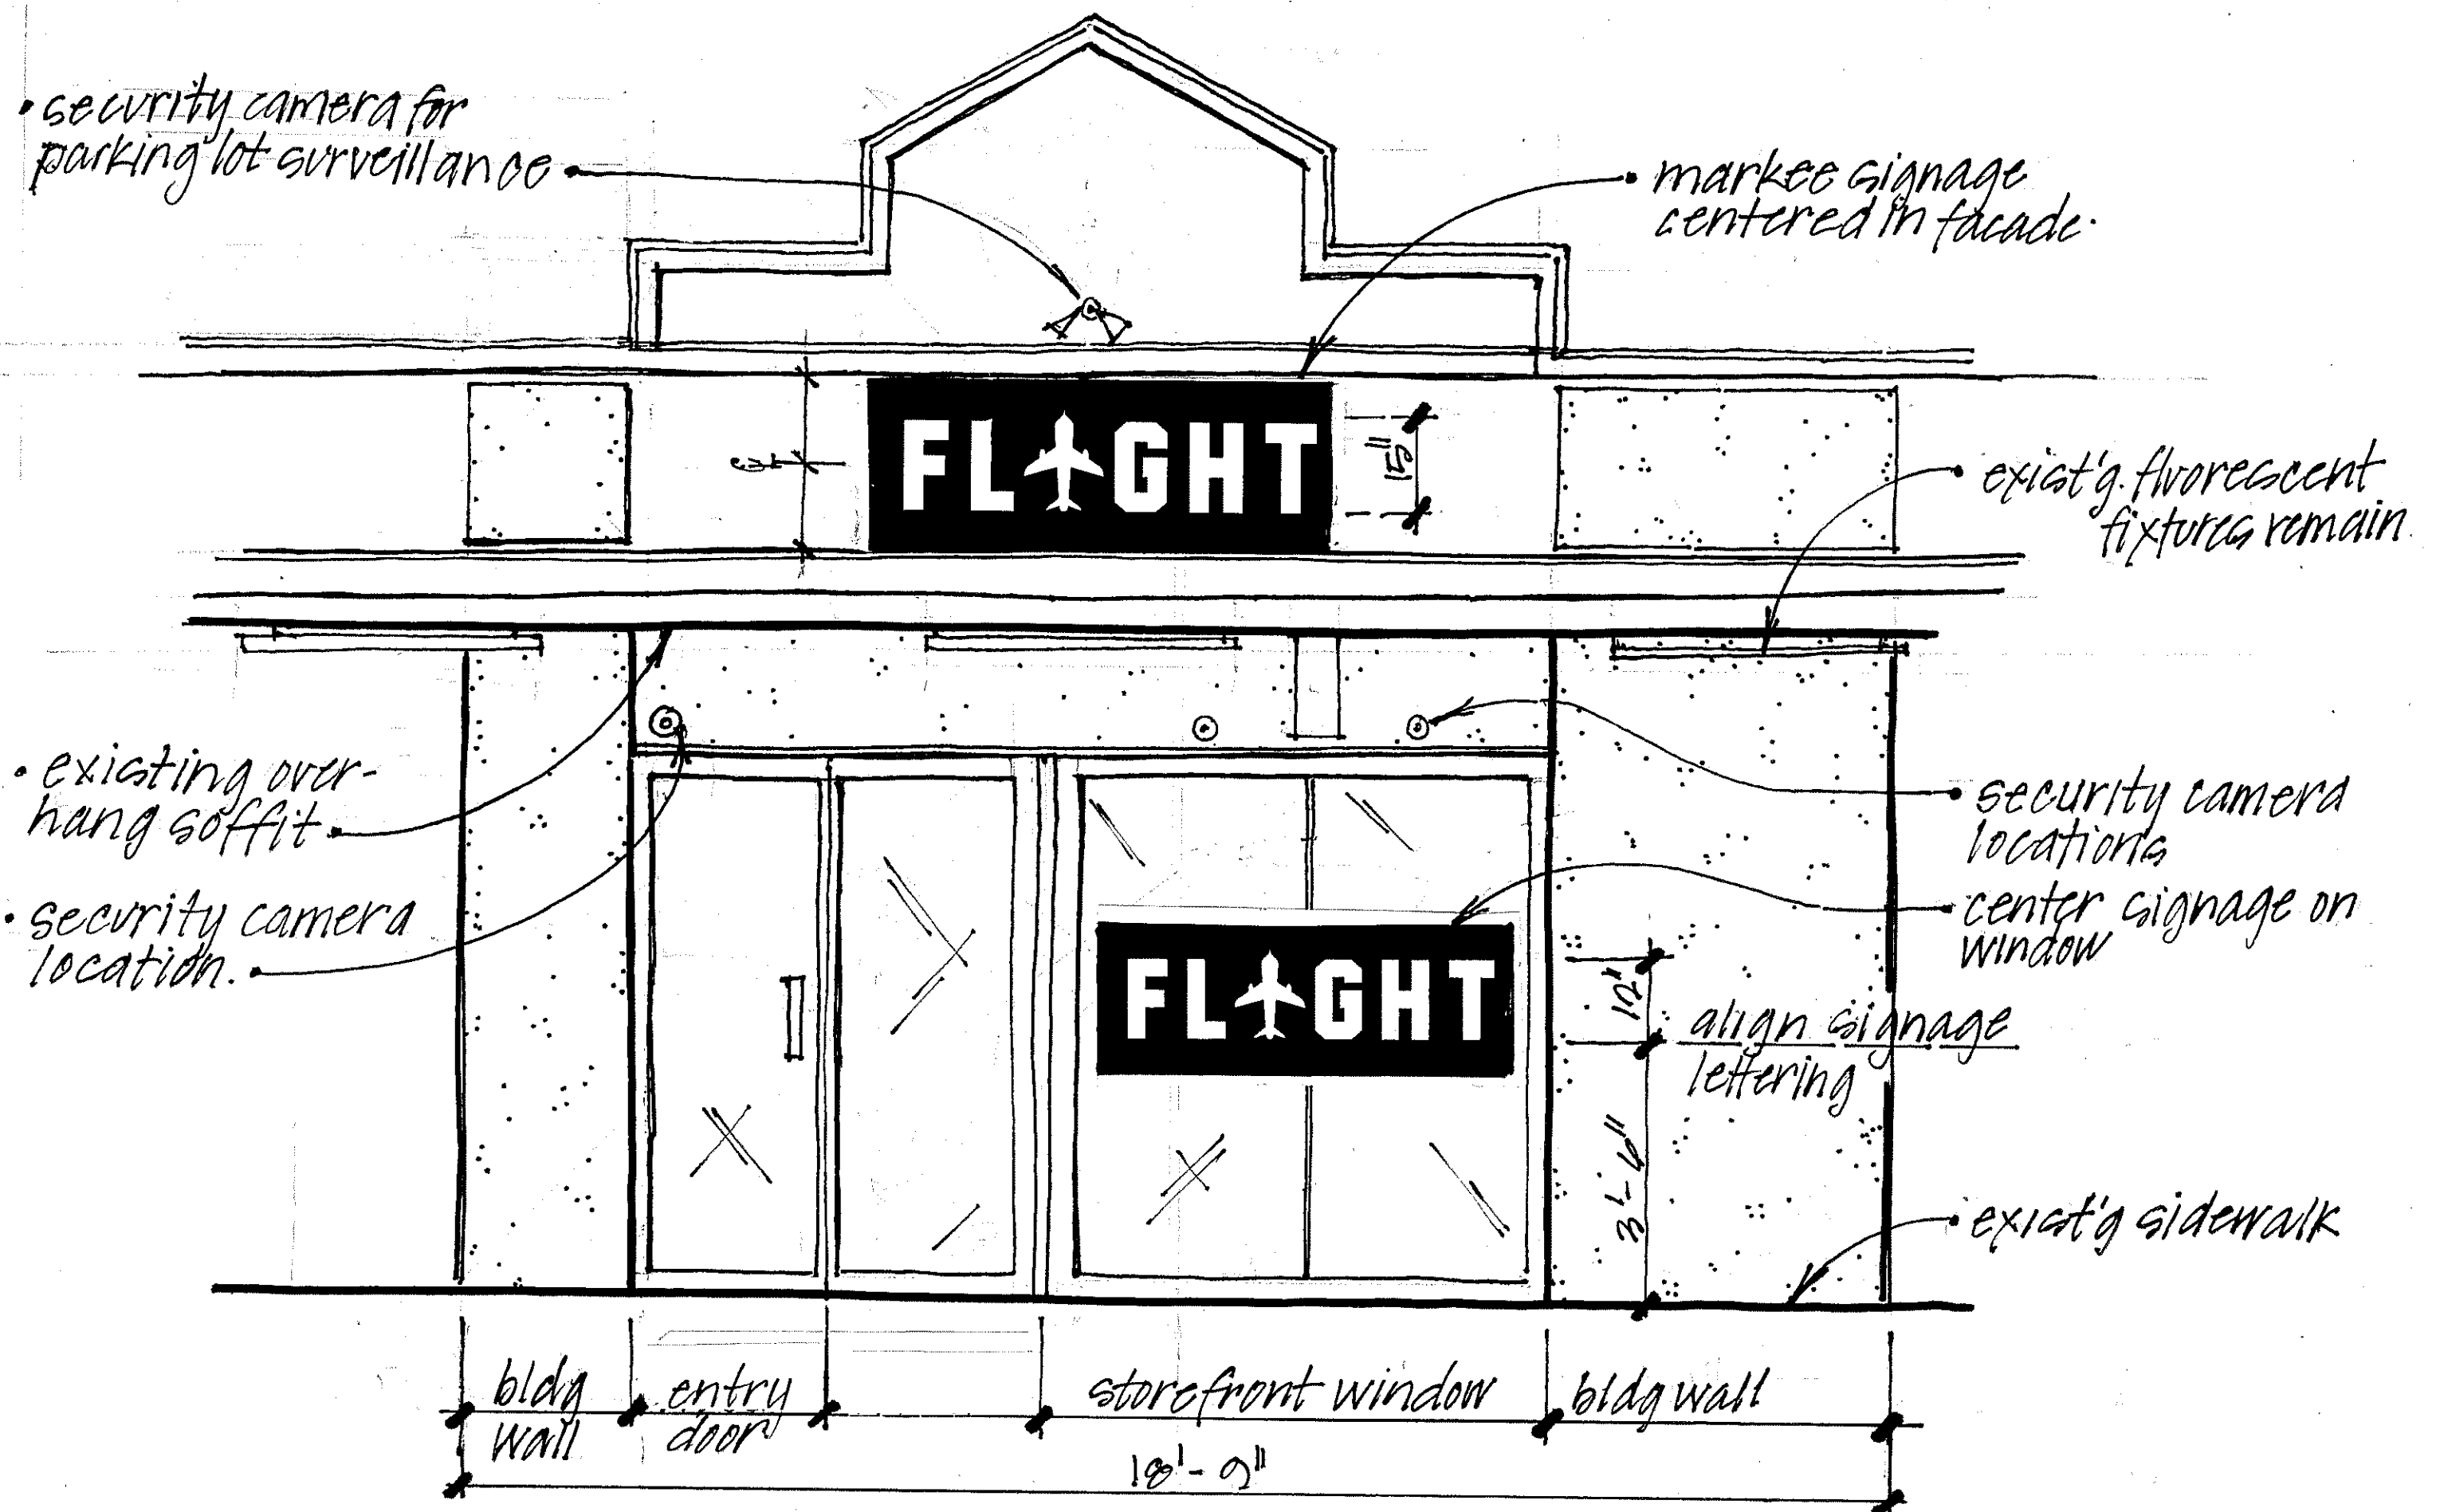 • security camera for
parking lot surveillance
• markee signage
centered in facade.
FLIGHT
15"
• exist'g. fluorescent
fixtures remain
• existing over-
hang soffit
• security camera
locations
• security camera
location.
• center signage on
window
FLIGHT
12"
align signage
lettering
3'-6"
• exist'g sidewalk
bldg
wall
entry
door
storefront window
bldg wall
18'-9"